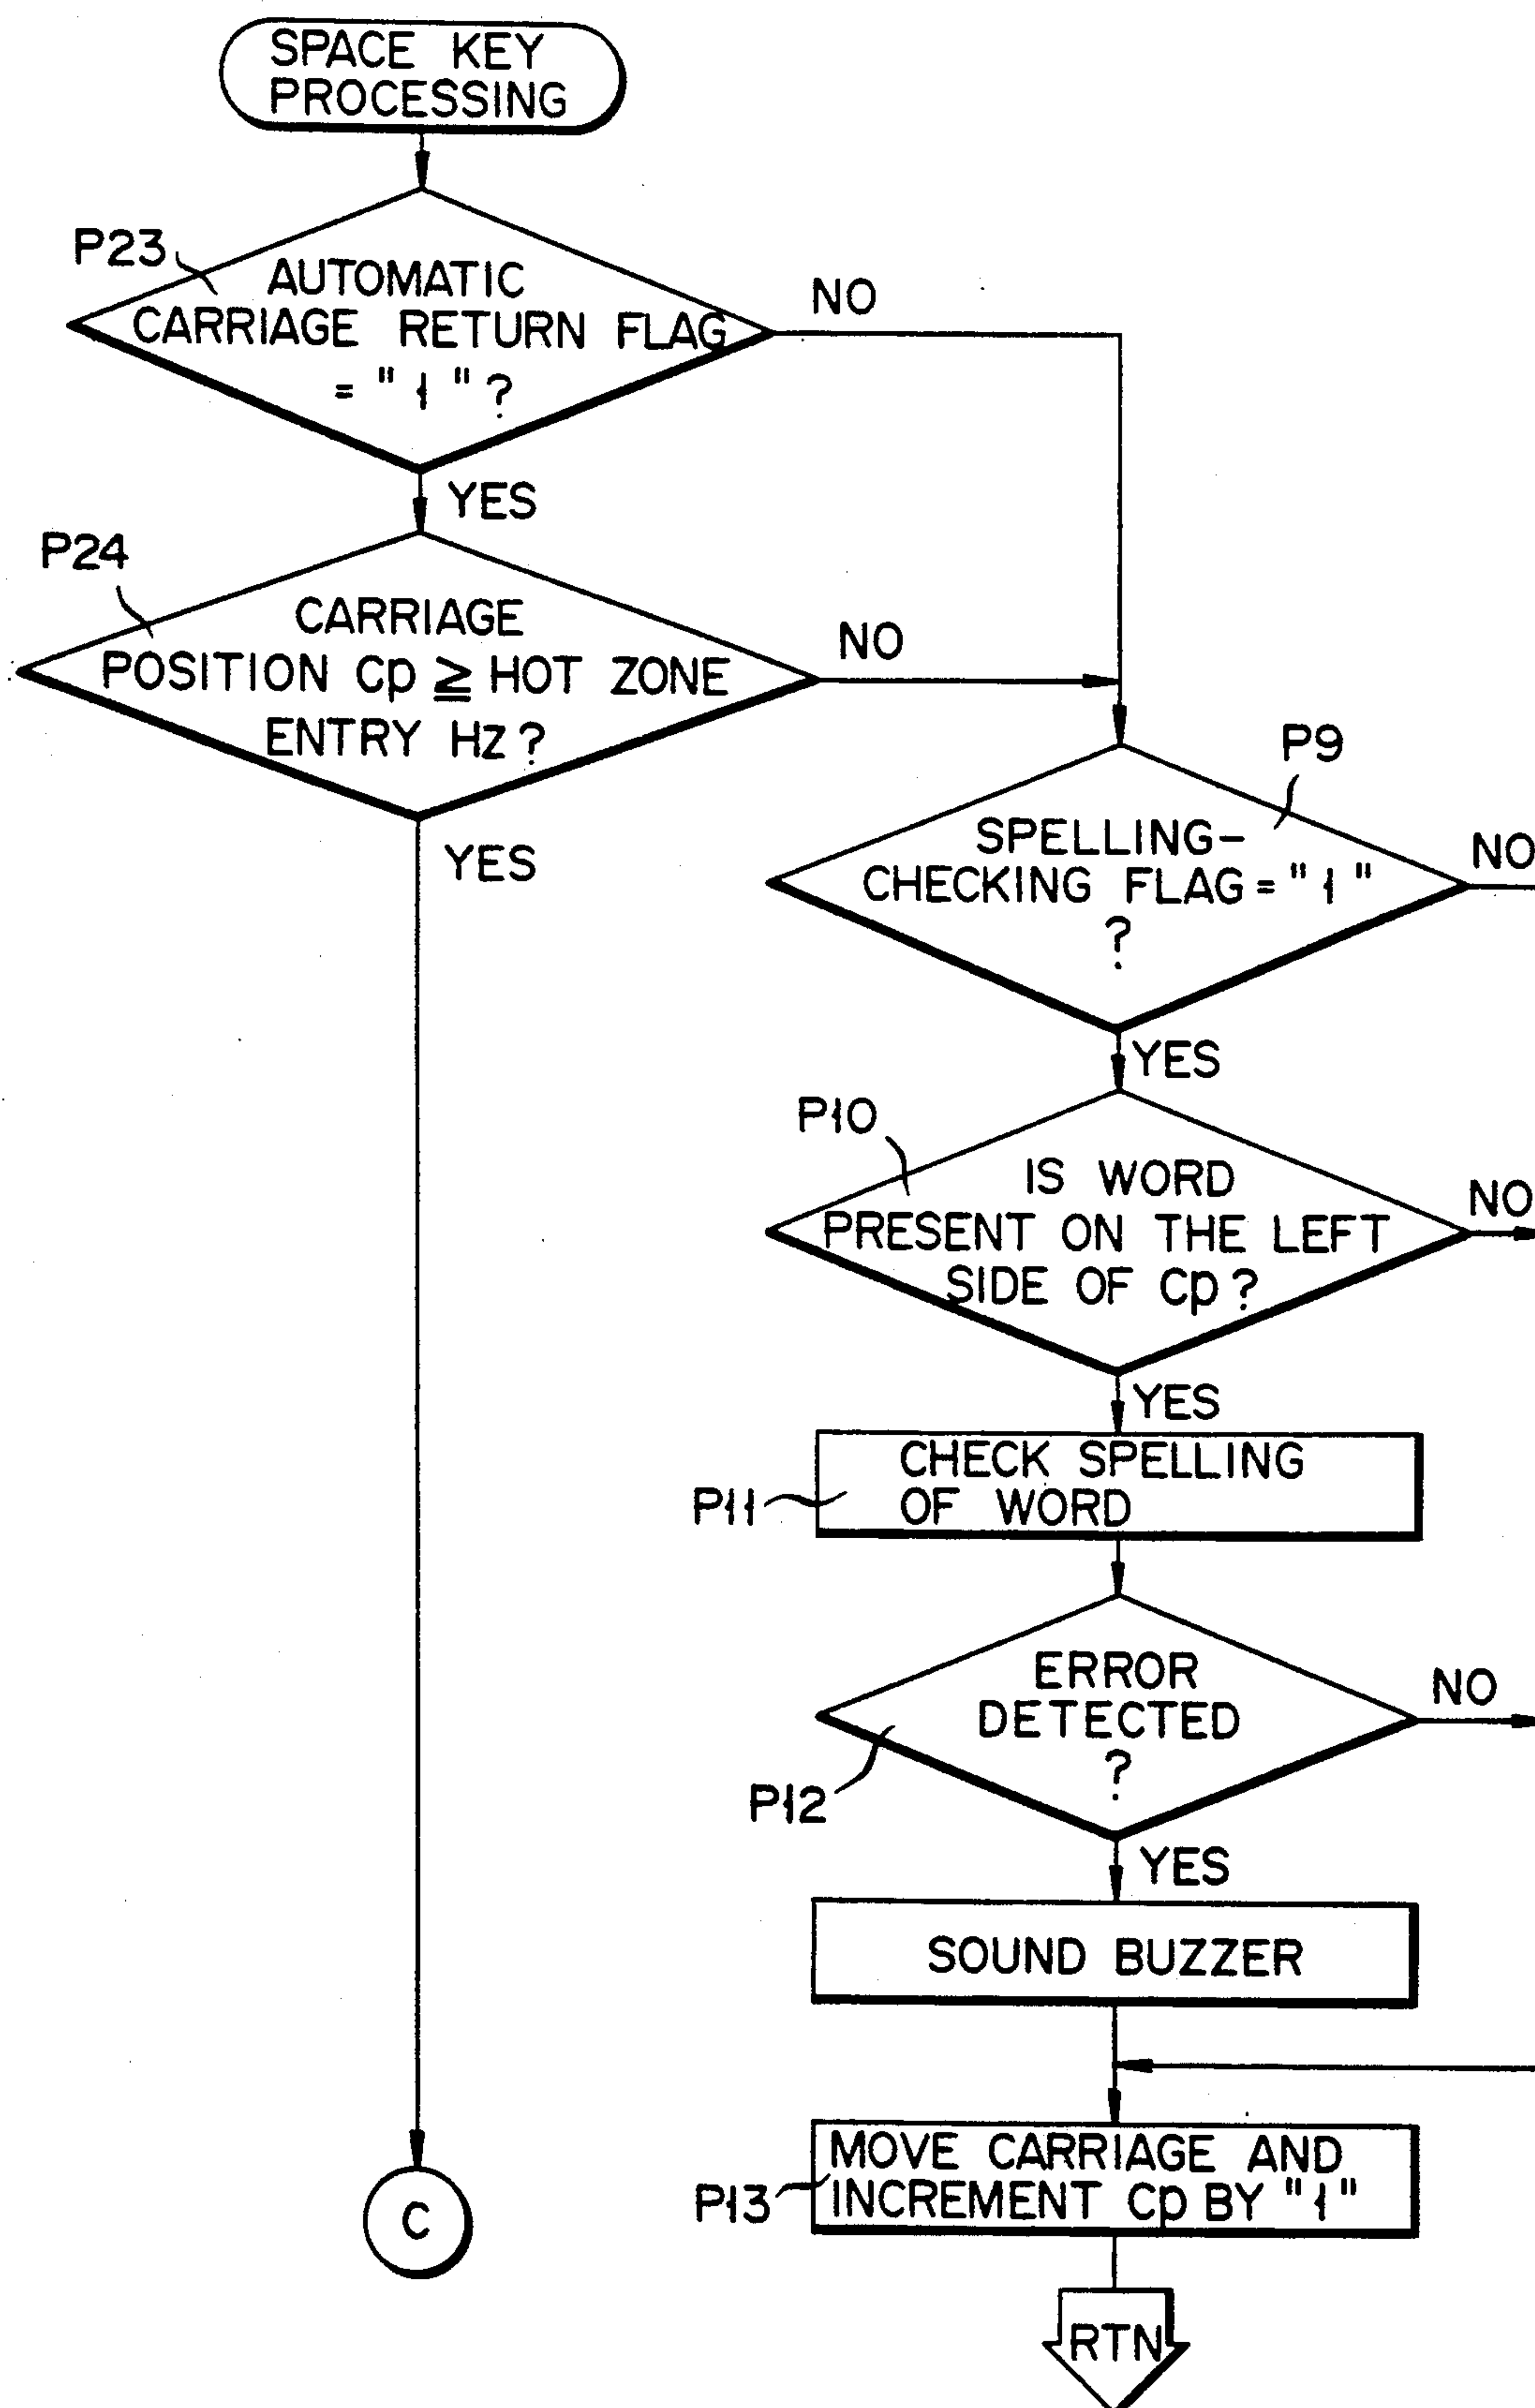 SPACE KEY
PROCESSING
P23
AUTOMATIC
CARRIAGE RETURN FLAG
= "1"?
NO
YES
P24
CARRIAGE
POSITION Cp ≧ HOT ZONE
ENTRY Hz?
NO
YES
P9
SPELLING-
CHECKING FLAG = "1"
?
NO
YES
P10
IS WORD
PRESENT ON THE LEFT
SIDE OF Cp?
NO
YES
P11
CHECK SPELLING
OF WORD
ERROR
DETECTED
?
NO
P12
YES
SOUND BUZZER
P13
MOVE CARRIAGE AND
INCREMENT Cp BY "1"
C
RTN